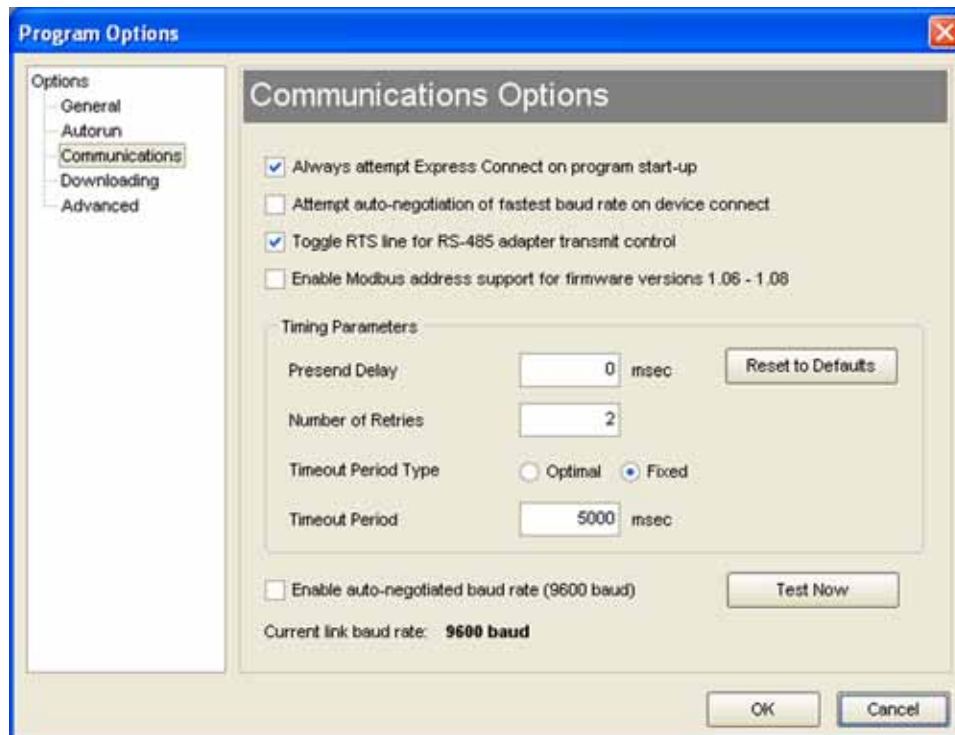 Program Options
Options
General
Autorun
Communications
Downloading
Advanced
Communications Options
Always attempt Express Connect on program start-up
Attempt auto-negotiation of fastest baud rate on device connect
Toggle RTS line for RS-485 adapter transmit control
Enable Modbus address support for firmware versions 1.06 - 1.08
Timing Parameters
Presend Delay 0 msec Reset to Defaults
Number of Retries 2
Timeout Period Type Optimal Fixed
Timeout Period 5000 msec
Enable auto-negotiated baud rate (9600 baud) Test Now
Current link baud rate: 9600 baud
OK Cancel